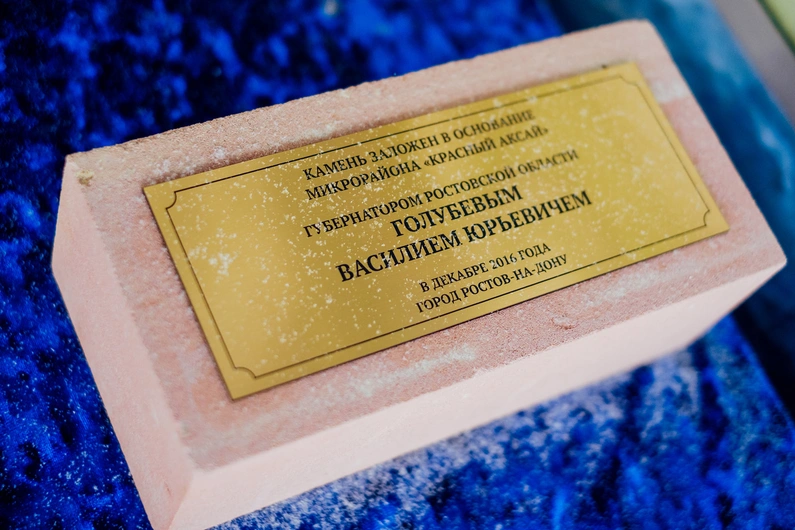 КАМЕНЬ ЗАЛОЖЕН В ОСНОВАНИЕ
МИКРОРАЙОНА «КРАСНЫЙ АКСАЙ»
ГУБЕРНАТОРОМ РОСТОВСКОЙ ОБЛАСТИ
ГОЛУБЕВЫМ
ВАСИЛИЕМ ЮРЬЕВИЧЕМ
В ДЕКАБРЕ 2016 ГОДА
ГОРОД РОСТОВ-НА-ДОНУ